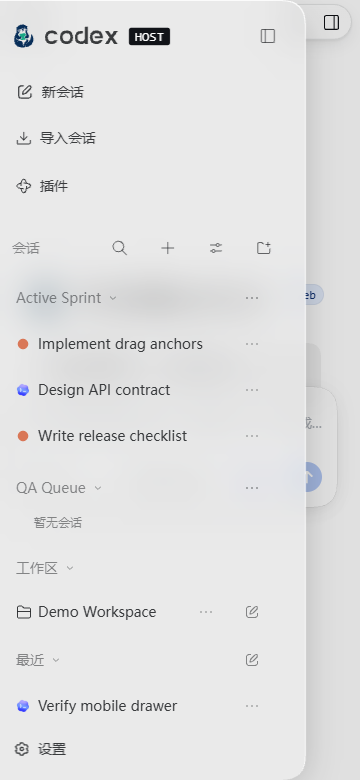 codex HOST
新会话
导入会话
插件
会话
Active Sprint
Implement drag anchors
Design API contract
Write release checklist
QA Queue
暂无会话
工作区
Demo Workspace
最近
Verify mobile drawer
设置